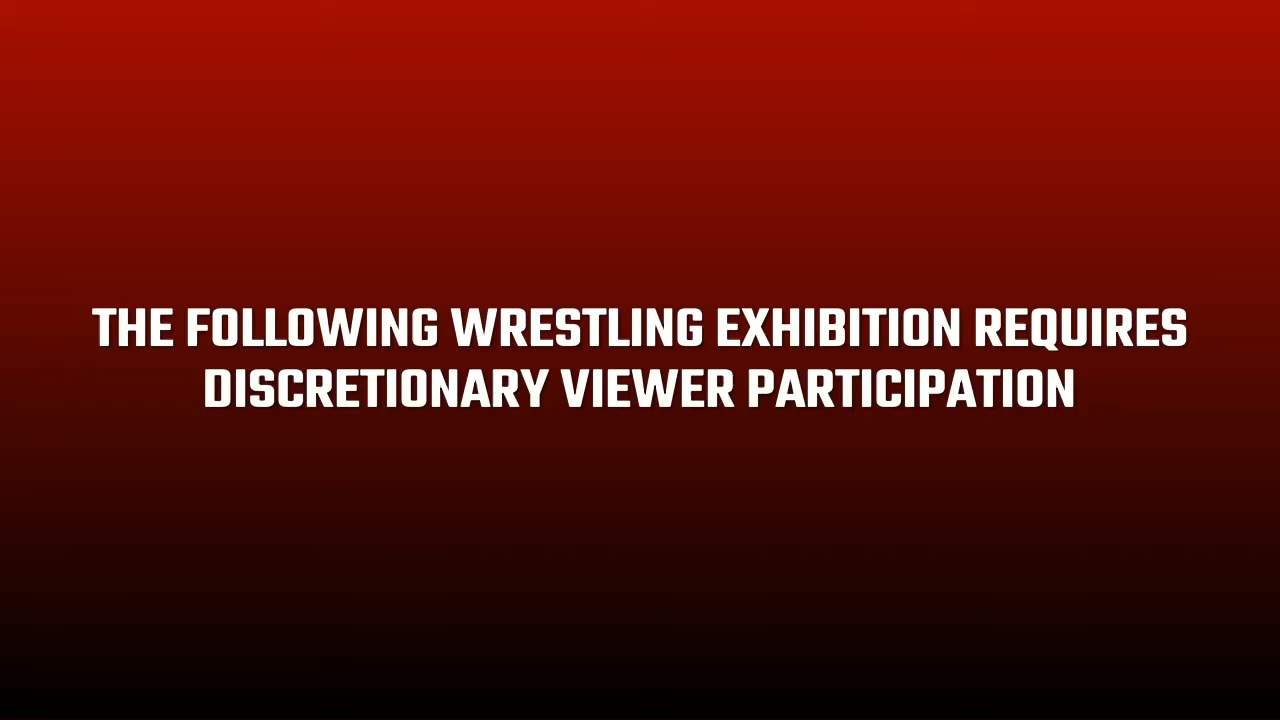 THE FOLLOWING WRESTLING EXHIBITION REQUIRES
DISCRETIONARY VIEWER PARTICIPATION